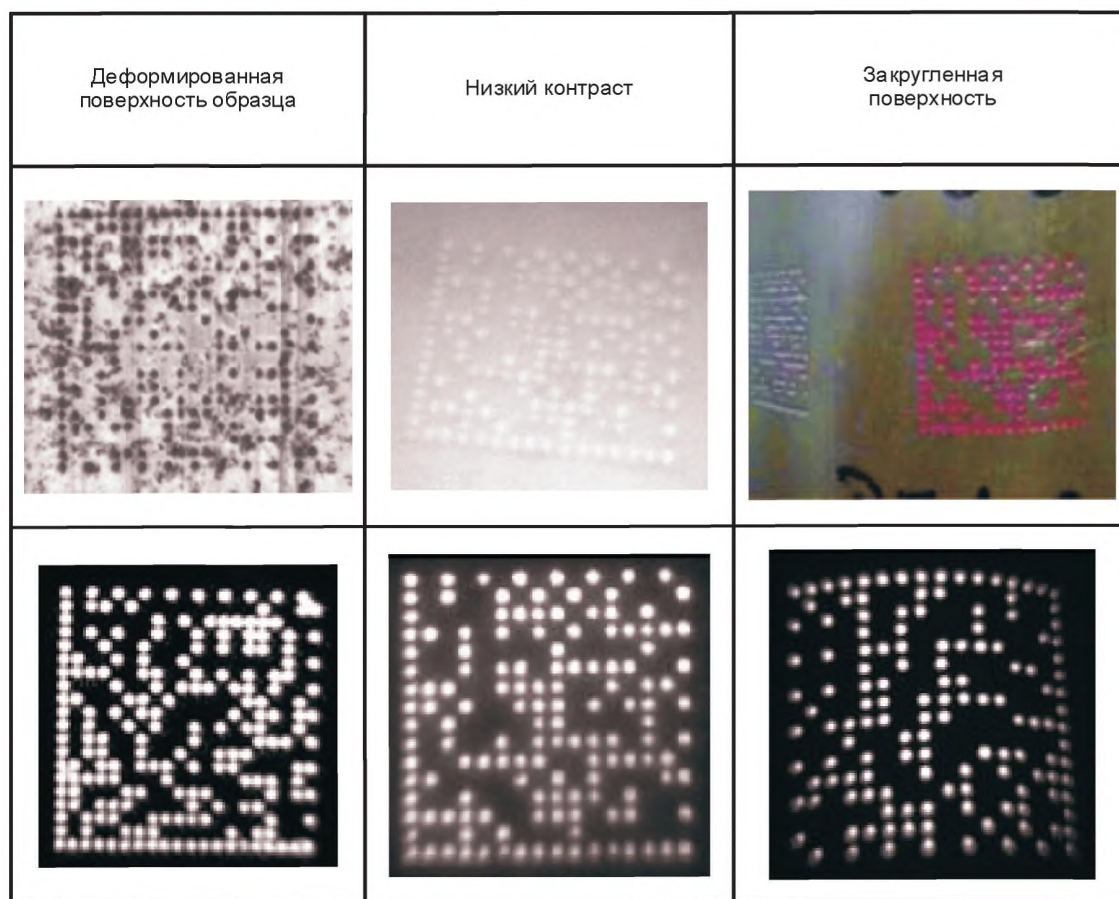 Деформированная
поверхность образца
Низкий контраст
Закругленная
поверхность